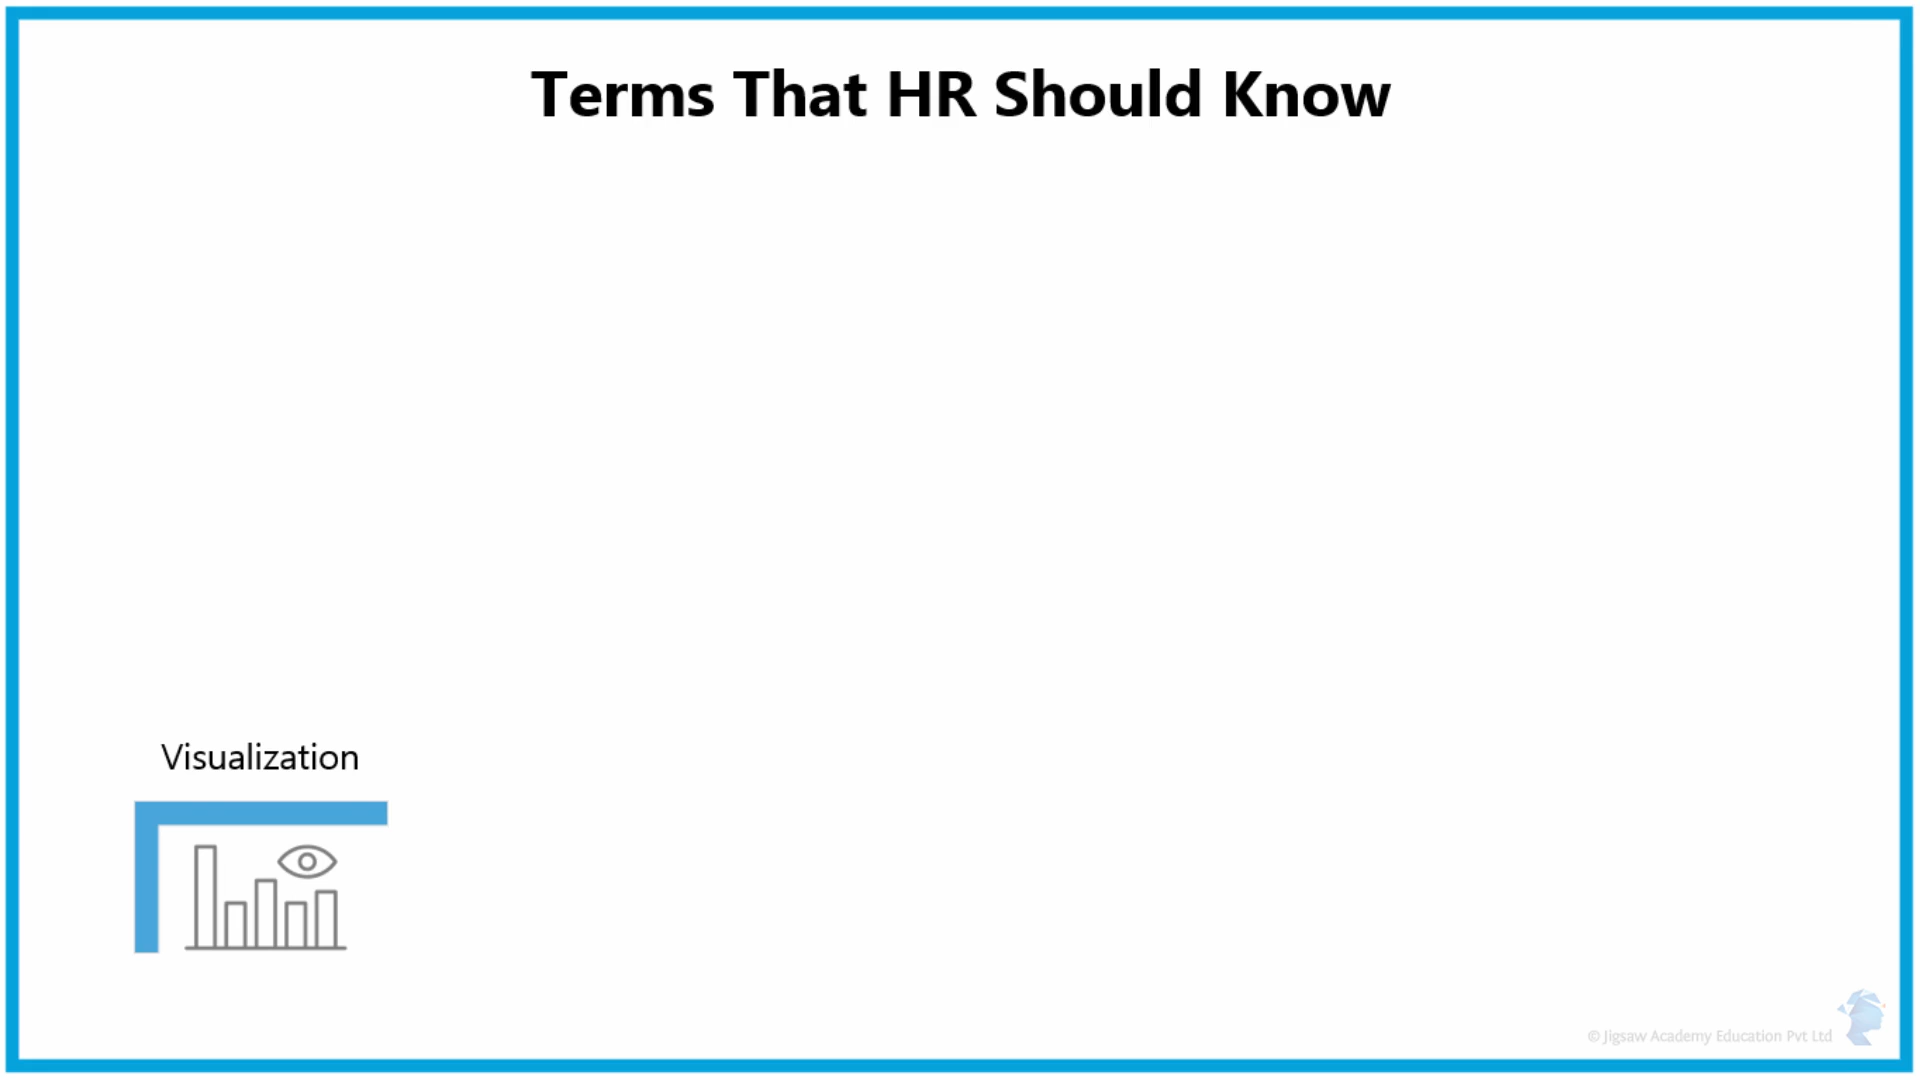 Terms That HR Should Know
Visualization
© Jigsaw Academy Education Pvt Ltd